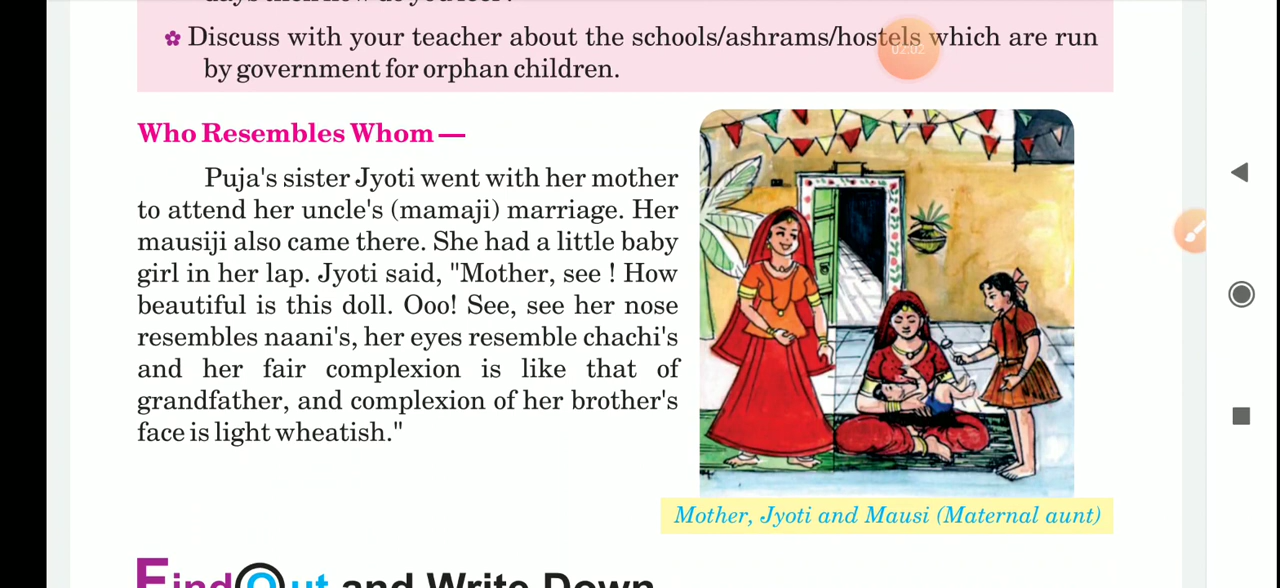 Discuss with your teacher about the schools/ashrams/hostels which are run
by government for orphan children.
Who Resembles Whom —
Puja's sister Jyoti went with her mother
to attend her uncle's (mamaji) marriage. Her
mausiji also came there. She had a little baby
girl in her lap. Jyoti said, "Mother, see ! How
beautiful is this doll. Ooo! See, see her nose
resembles naani's, her eyes resemble chachi's
and her fair complexion is like that of
grandfather, and complexion of her brother's
face is light wheatish."
Mother, Jyoti and Mausi (Maternal aunt)
Find Out and Write Down
02:02